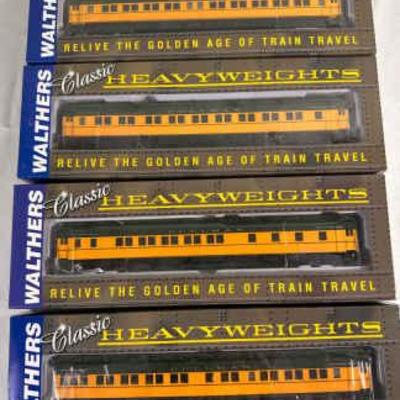 WALTHERS
RELIVE THE GOLDEN AGE OF TRAIN TRAVEL
WALTHERS
Classic HEAVYWEIGHTS
RELIVE THE GOLDEN AGE OF TRAIN TRAVEL
WALTHERS
Classic HEAVYWEIGHTS
RELIVE THE GOLDEN AGE OF TRAIN TRAVEL
WALTHERS
Classic HEAVYWEIGHTS